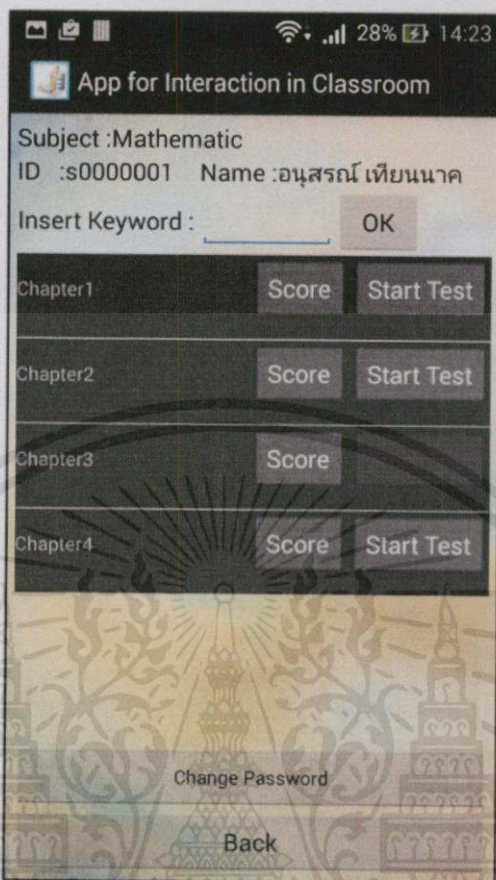 28% 14:23
App for Interaction in Classroom
Subject :Mathematic
ID :s0000001 Name :อนุสรณ์ เทียนนาค
Insert Keyword : OK
Chapter1 Score Start Test
Chapter2 Score Start Test
Chapter3 Score
Chapter4 Score Start Test
Change Password
Back